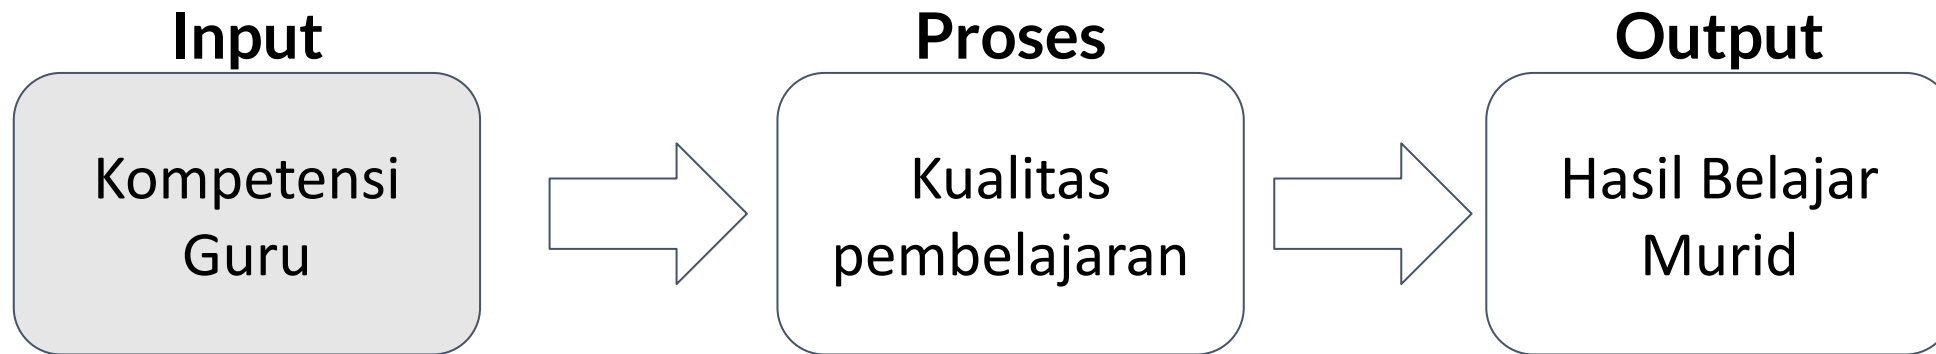 Input
Proses
Output
Kompetensi
Guru
Kualitas
pembelajaran
Hasil Belajar
Murid